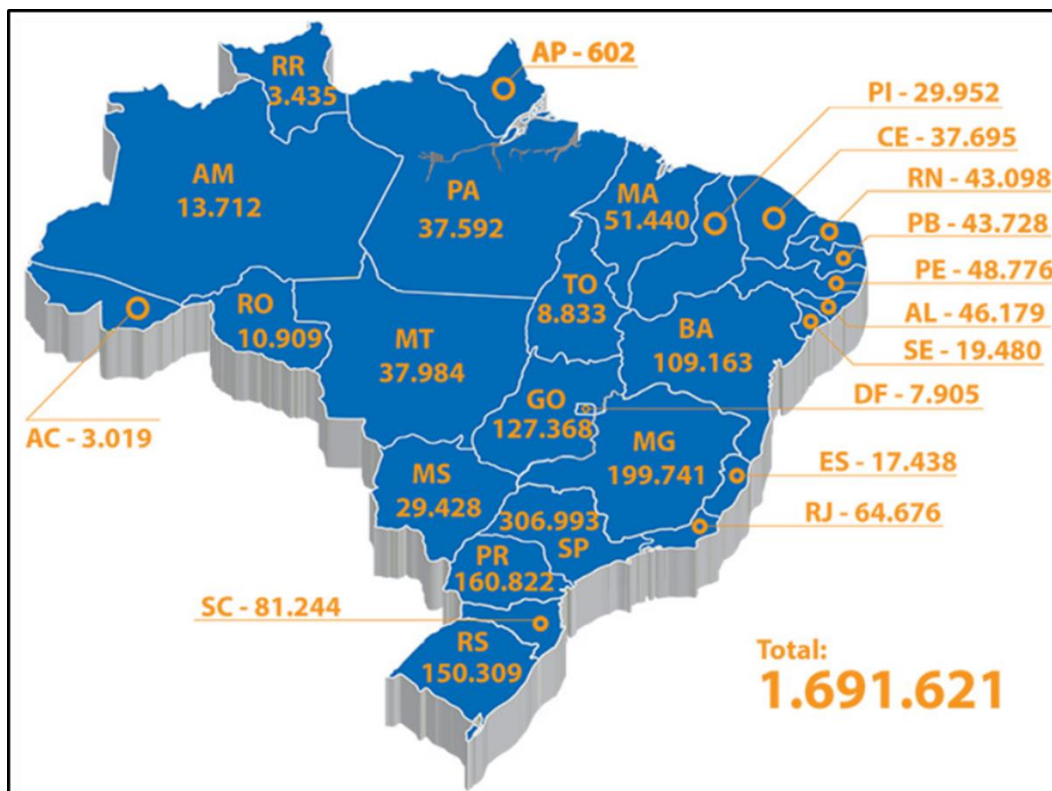 AP - 602
RR
3.435
PI - 29.952
CE - 37.695
AM
13.712
PA
37.592
MA
51.440
RN - 43.098
PB - 43.728
PE - 48.776
AL - 46.179
SE - 19.480
TO
8.833
RO
10.909
MT
37.984
BA
109.163
DF - 7.905
GO
127.368
AC - 3.019
MG
199.741
ES - 17.438
MS
29.428
RJ - 64.676
306.993
SP
PR
160.822
SC - 81.244
RS
150.309
Total:
1.691.621